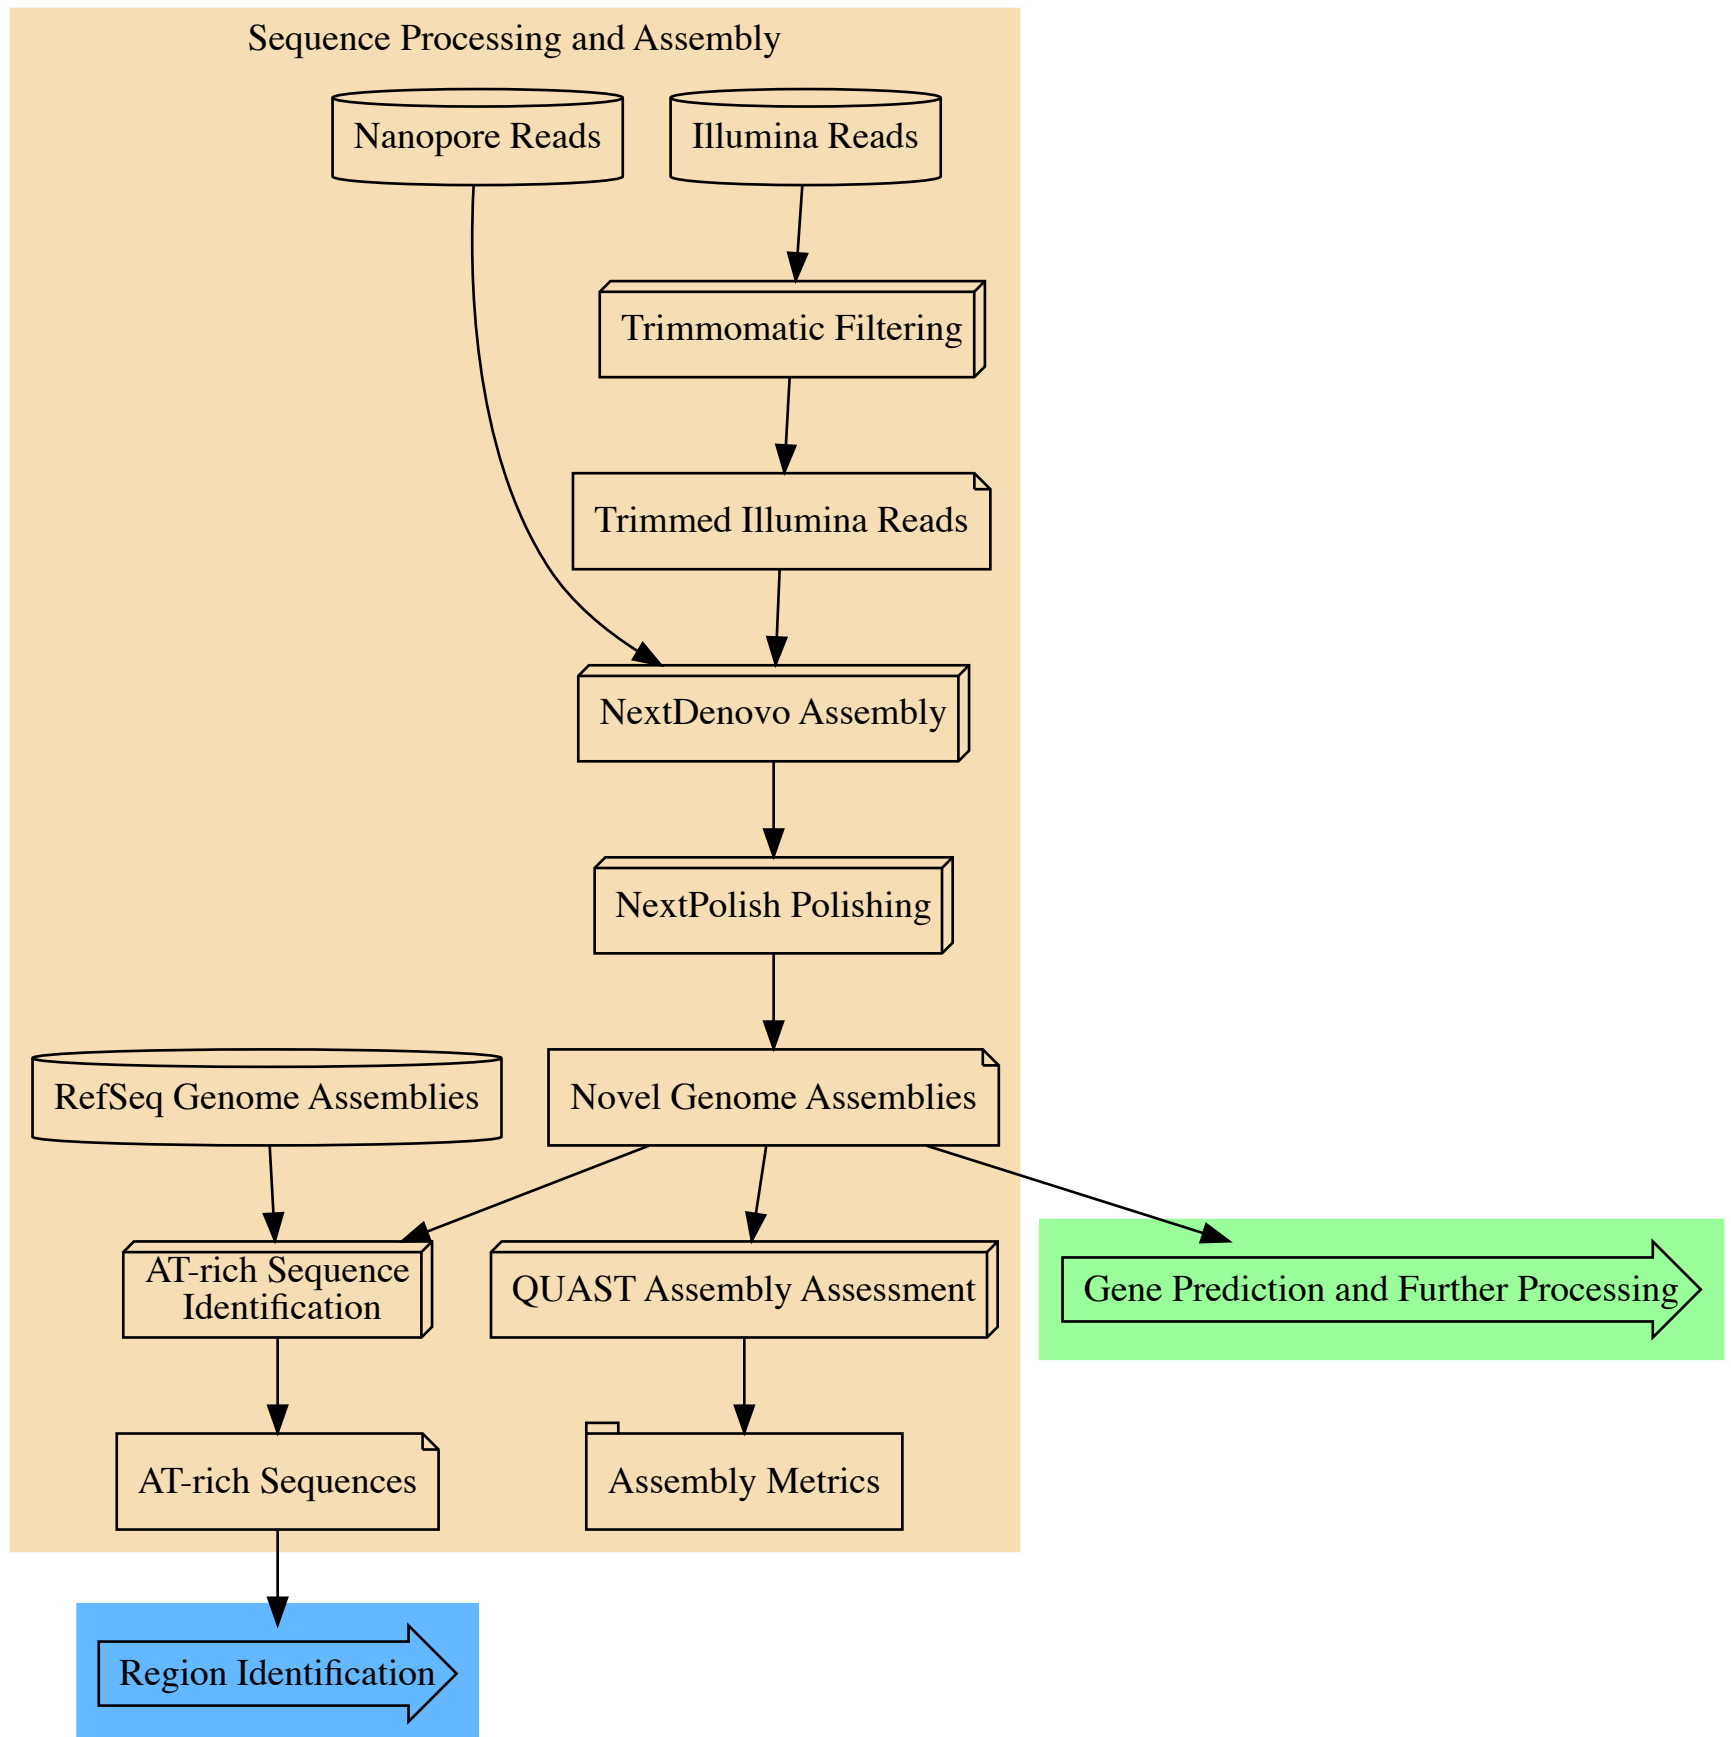 Sequence Processing and Assembly
Nanopore Reads
Illumina Reads
Trimmomatic Filtering
Trimmed Illumina Reads
NextDenovo Assembly
NextPolish Polishing
RefSeq Genome Assemblies
Novel Genome Assemblies
AT-rich Sequence
Identification
QUAST Assembly Assessment
Gene Prediction and Further Processing
AT-rich Sequences
Assembly Metrics
Region Identification